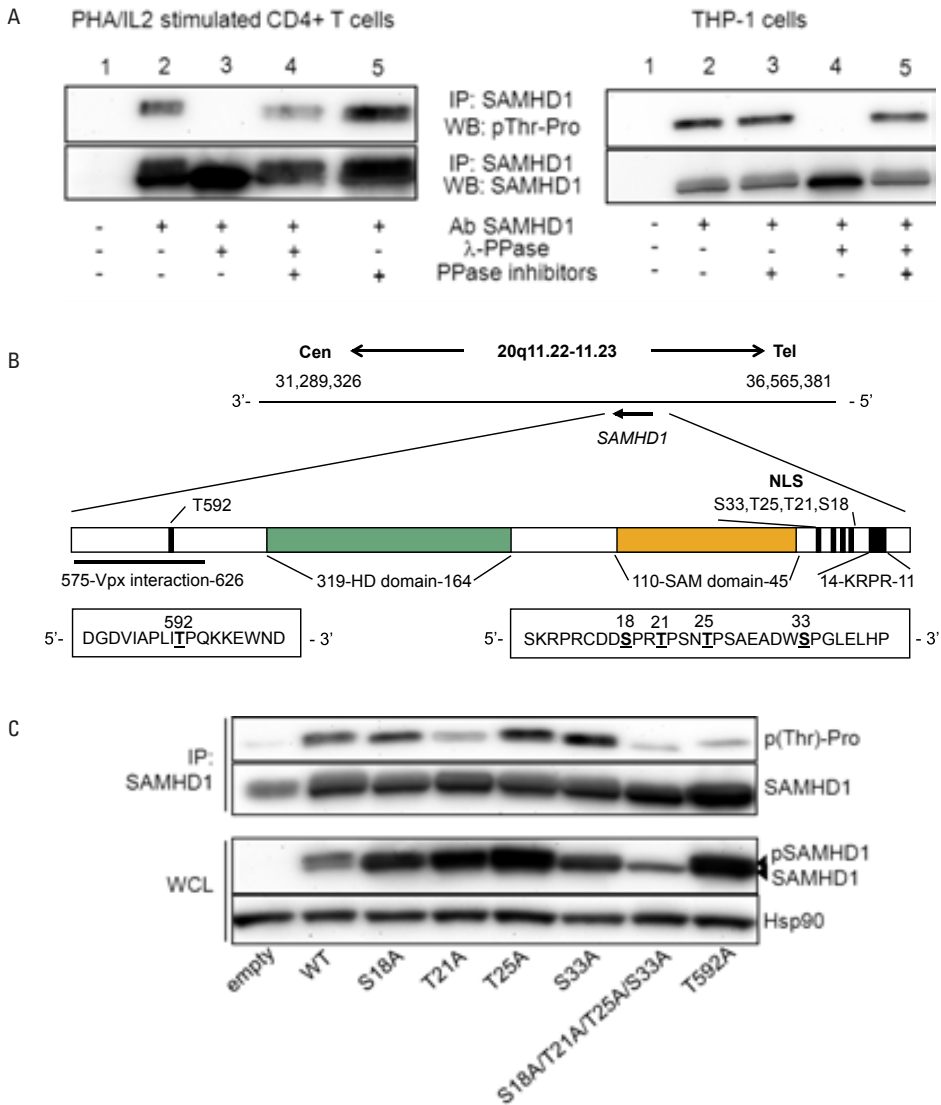 A
PHA/IL2 stimulated CD4+ T cells
THP-1 cells
1 2 3 4 5
1 2 3 4 5
IP: SAMHD1
WB: pThr-Pro
IP: SAMHD1
WB: SAMHD1
- + + + + Ab SAMHD1 - + + + +
- - + + - λ-PPase - - - + +
- - - + + PPase inhibitors - - + - +
B
Cen 20q11.22-11.23 Tel
31,289,326 36,565,381
3'- - 5'
SAMHD1
NLS
T592 S33,T25,T21,S18
575-Vpx interaction-626 319-HD domain-164 110-SAM domain-45 14-KRPR-11
592
5'- DGDVIAPLITPQKKEWND - 3'
18 21 25 33
5'- SKRPRCDDSPRTPSNTPSAEADWSPGLELHP - 3'
C
IP:
SAMHD1
p(Thr)-Pro
SAMHD1
WCL
pSAMHD1
SAMHD1
Hsp90
empty WT S18A T21A T25A S33A S18A/T21A/T25A/S33A T592A